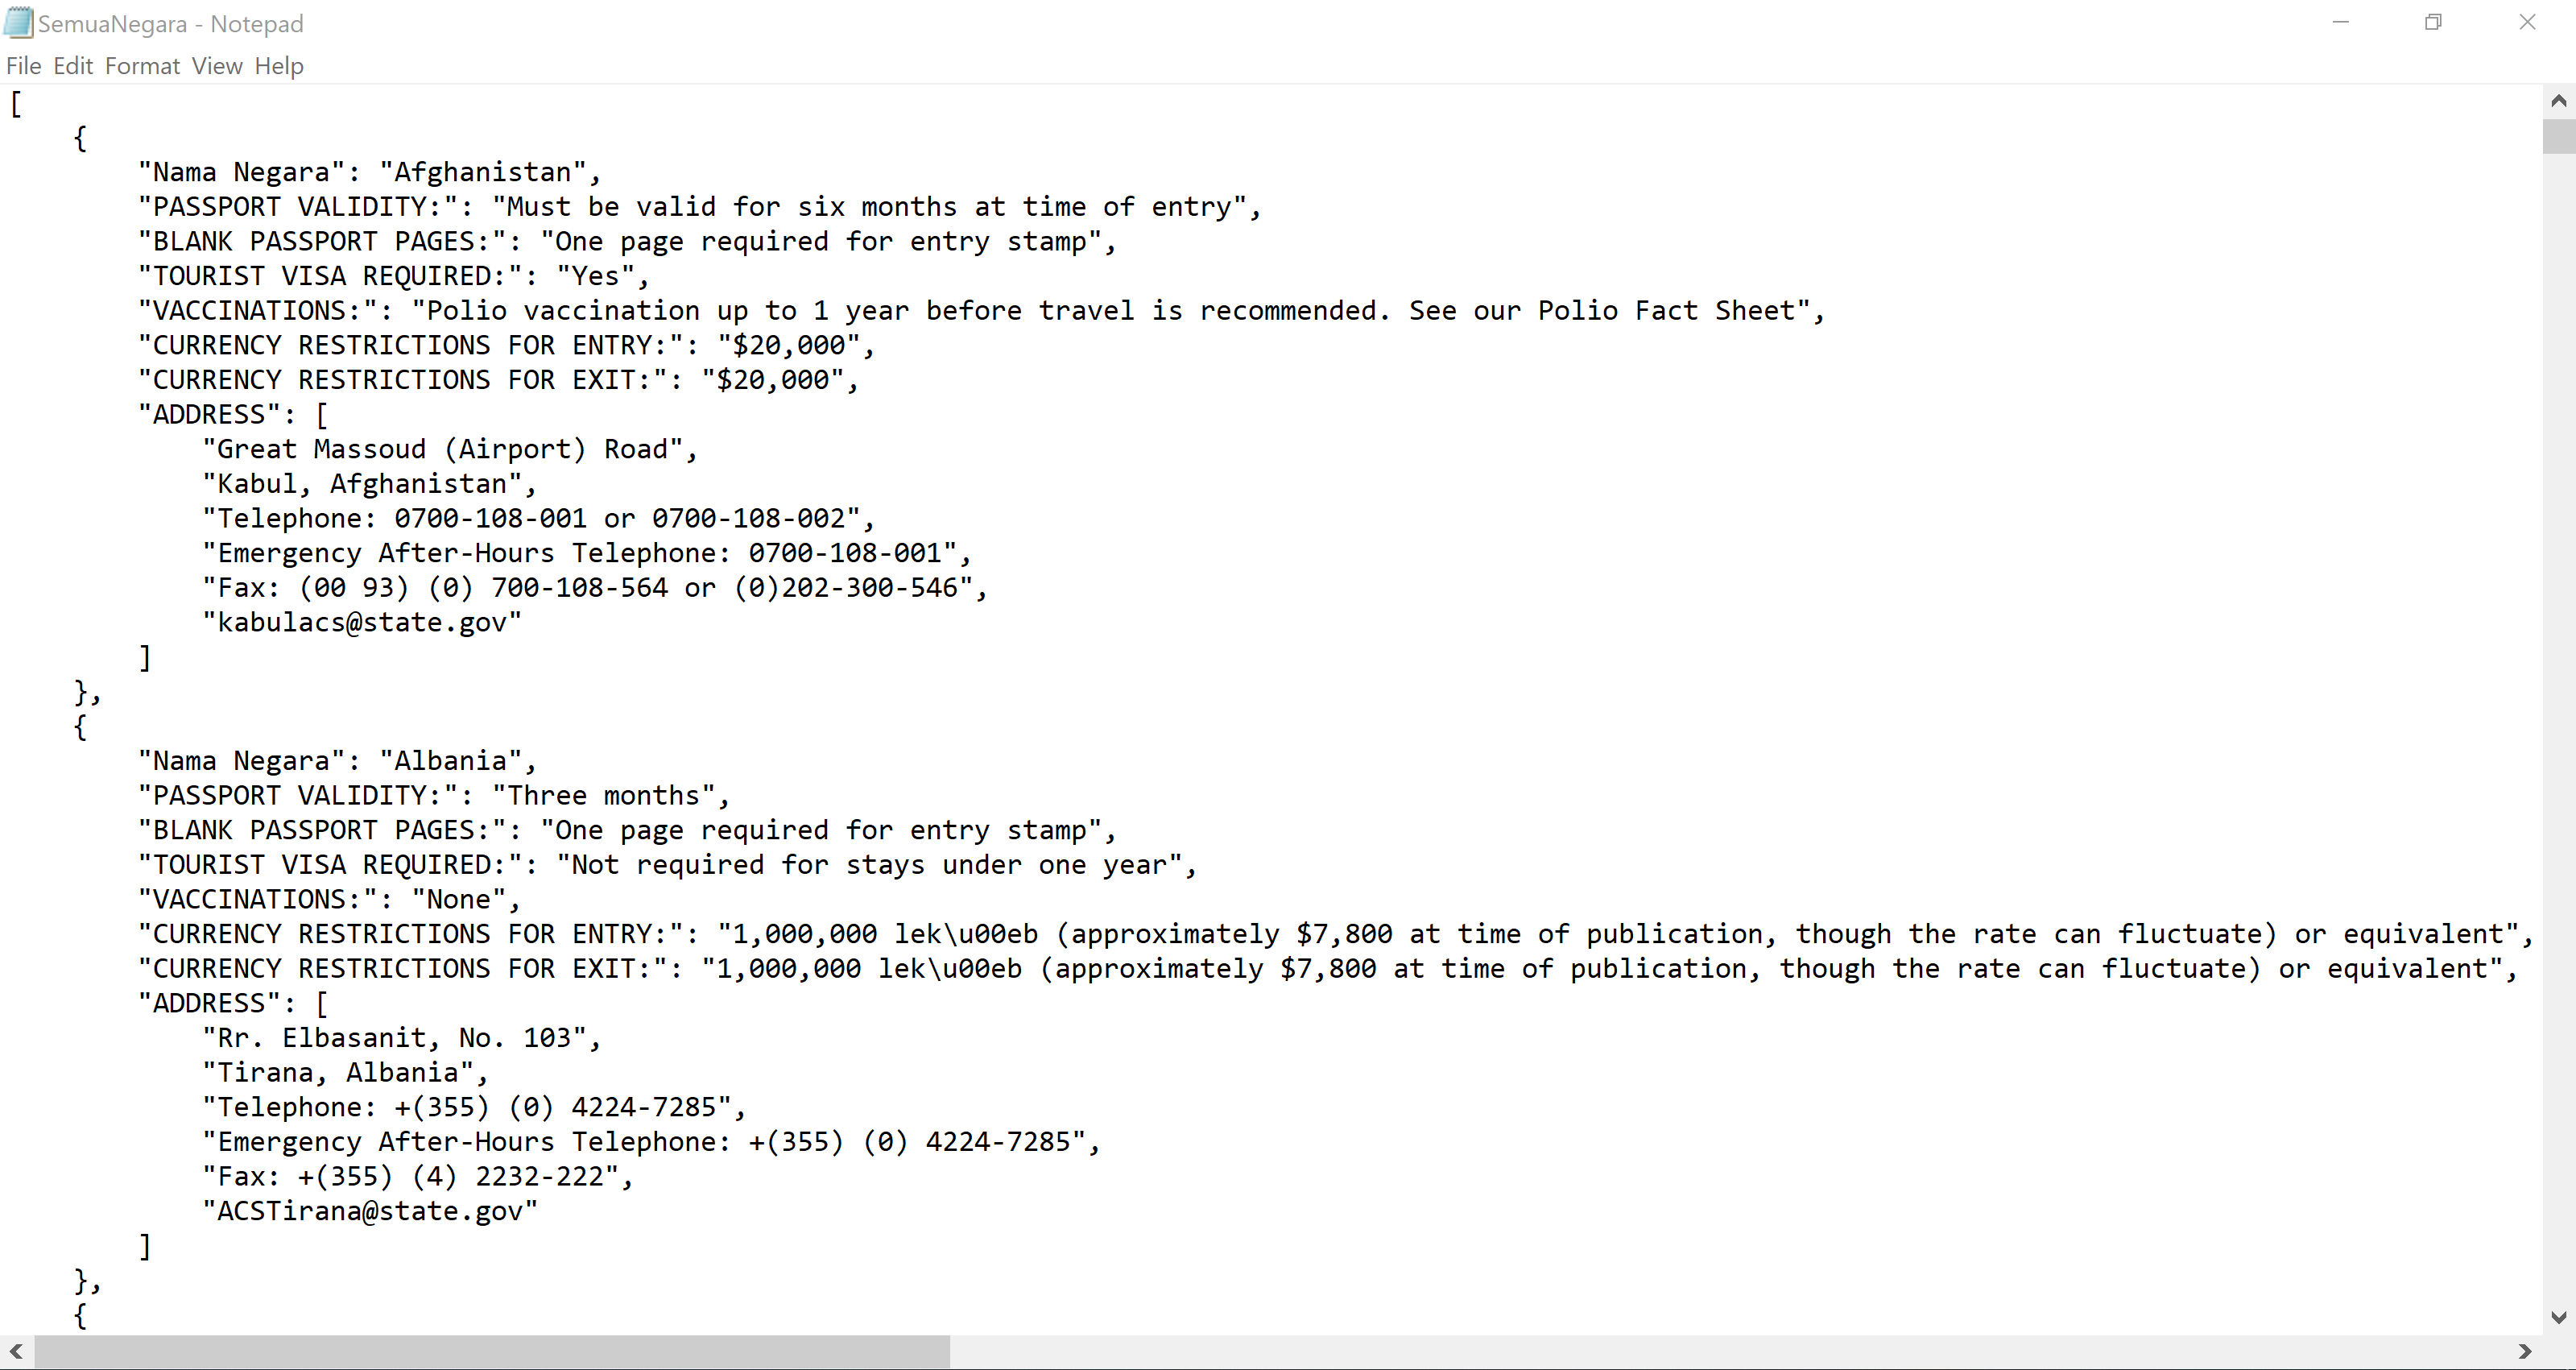 SemuaNegara - Notepad
File Edit Format View Help
[
    {
        "Nama Negara": "Afghanistan",
        "PASSPORT VALIDITY:": "Must be valid for six months at time of entry",
        "BLANK PASSPORT PAGES:": "One page required for entry stamp",
        "TOURIST VISA REQUIRED:": "Yes",
        "VACCINATIONS:": "Polio vaccination up to 1 year before travel is recommended. See our Polio Fact Sheet",
        "CURRENCY RESTRICTIONS FOR ENTRY:": "$20,000",
        "CURRENCY RESTRICTIONS FOR EXIT:": "$20,000",
        "ADDRESS": [
            "Great Massoud (Airport) Road",
            "Kabul, Afghanistan",
            "Telephone: 0700-108-001 or 0700-108-002",
            "Emergency After-Hours Telephone: 0700-108-001",
            "Fax: (00 93) (0) 700-108-564 or (0)202-300-546",
            "kabulacs@state.gov"
        ]
    },
    {
        "Nama Negara": "Albania",
        "PASSPORT VALIDITY:": "Three months",
        "BLANK PASSPORT PAGES:": "One page required for entry stamp",
        "TOURIST VISA REQUIRED:": "Not required for stays under one year",
        "VACCINATIONS:": "None",
        "CURRENCY RESTRICTIONS FOR ENTRY:": "1,000,000 lek\u00eb (approximately $7,800 at time of publication, though the rate can fluctuate) or equivalent",
        "CURRENCY RESTRICTIONS FOR EXIT:": "1,000,000 lek\u00eb (approximately $7,800 at time of publication, though the rate can fluctuate) or equivalent",
        "ADDRESS": [
            "Rr. Elbasanit, No. 103",
            "Tirana, Albania",
            "Telephone: +(355) (0) 4224-7285",
            "Emergency After-Hours Telephone: +(355) (0) 4224-7285",
            "Fax: +(355) (4) 2232-222",
            "ACSTirana@state.gov"
        ]
    },
    {